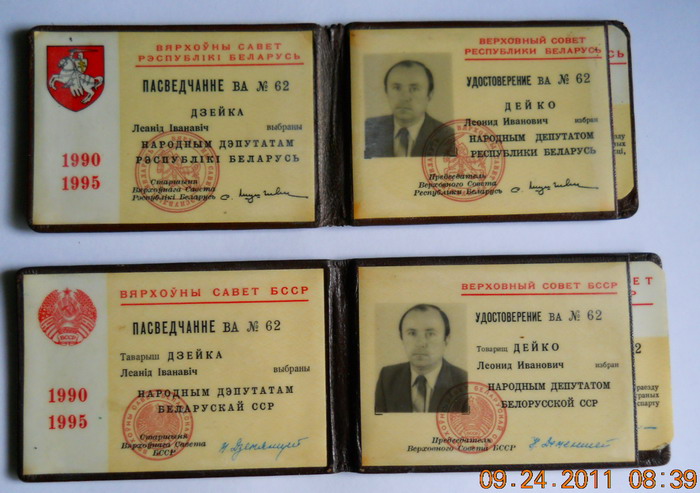 ВЯРХОЎНЫ САВЕТ
РЭСПУБЛІКІ БЕЛАРУСЬ
ПАСВЕДЧАННЕ ВА № 62
ДЗЕЙКА
Леанід Іванавіч выбраны
НАРОДНЫМ ДЭПУТАТАМ
РЭСПУБЛІКІ БЕЛАРУСЬ
1990
1995
Старшыня
Вярхоўнага Савета
Рэспублікі Беларусь
ВЕРХОВНЫЙ СОВЕТ
РЕСПУБЛИКИ БЕЛАРУСЬ
УДОСТОВЕРЕНИЕ ВА № 62
ДЕЙКО
Леонид Иванович избран
НАРОДНЫМ ДЕПУТАТОМ
РЕСПУБЛИКИ БЕЛАРУСЬ
Председатель
Верховного Совета
Республики Беларусь
ВЯРХОЎНЫ САВЕТ БССР
ПАСВЕДЧАННЕ ВА № 62
Таварыш ДЗЕЙКА
Леанід Іванавіч выбраны
НАРОДНЫМ ДЭПУТАТАМ
БЕЛАРУСКАЙ ССР
1990
1995
Старшыня
Вярхоўнага Савета
БССР
ВЕРХОВНЫЙ СОВЕТ БССР
УДОСТОВЕРЕНИЕ ВА № 62
Товарищ ДЕЙКО
Леонид Иванович избран
НАРОДНЫМ ДЕПУТАТОМ
БЕЛОРУССКОЙ ССР
Председатель
Верховного Совета
БССР
09.24.2011 08:39